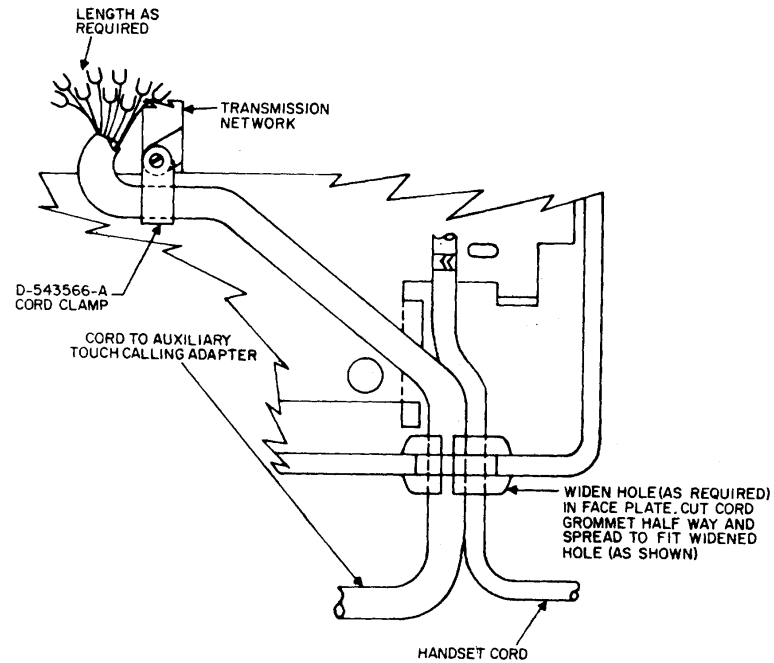 LENGTH AS
REQUIRED
TRANSMISSION
NETWORK
D-543566-A
CORD CLAMP
CORD TO AUXILIARY
TOUCH CALLING ADAPTER
WIDEN HOLE (AS REQUIRED)
IN FACE PLATE. CUT CORD
GROMMET HALF WAY AND
SPREAD TO FIT WIDENED
HOLE (AS SHOWN)
HANDSET CORD